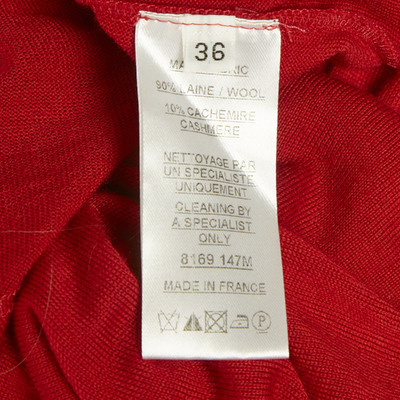 36
90% LAINE / WOOL
10% CACHEMIRE
CASHMERE
NETTOYAGE PAR
UN SPECIALISTE
UNIQUEMENT
CLEANING BY
A SPECIALIST
ONLY
8169 147M
MADE IN FRANCE
P